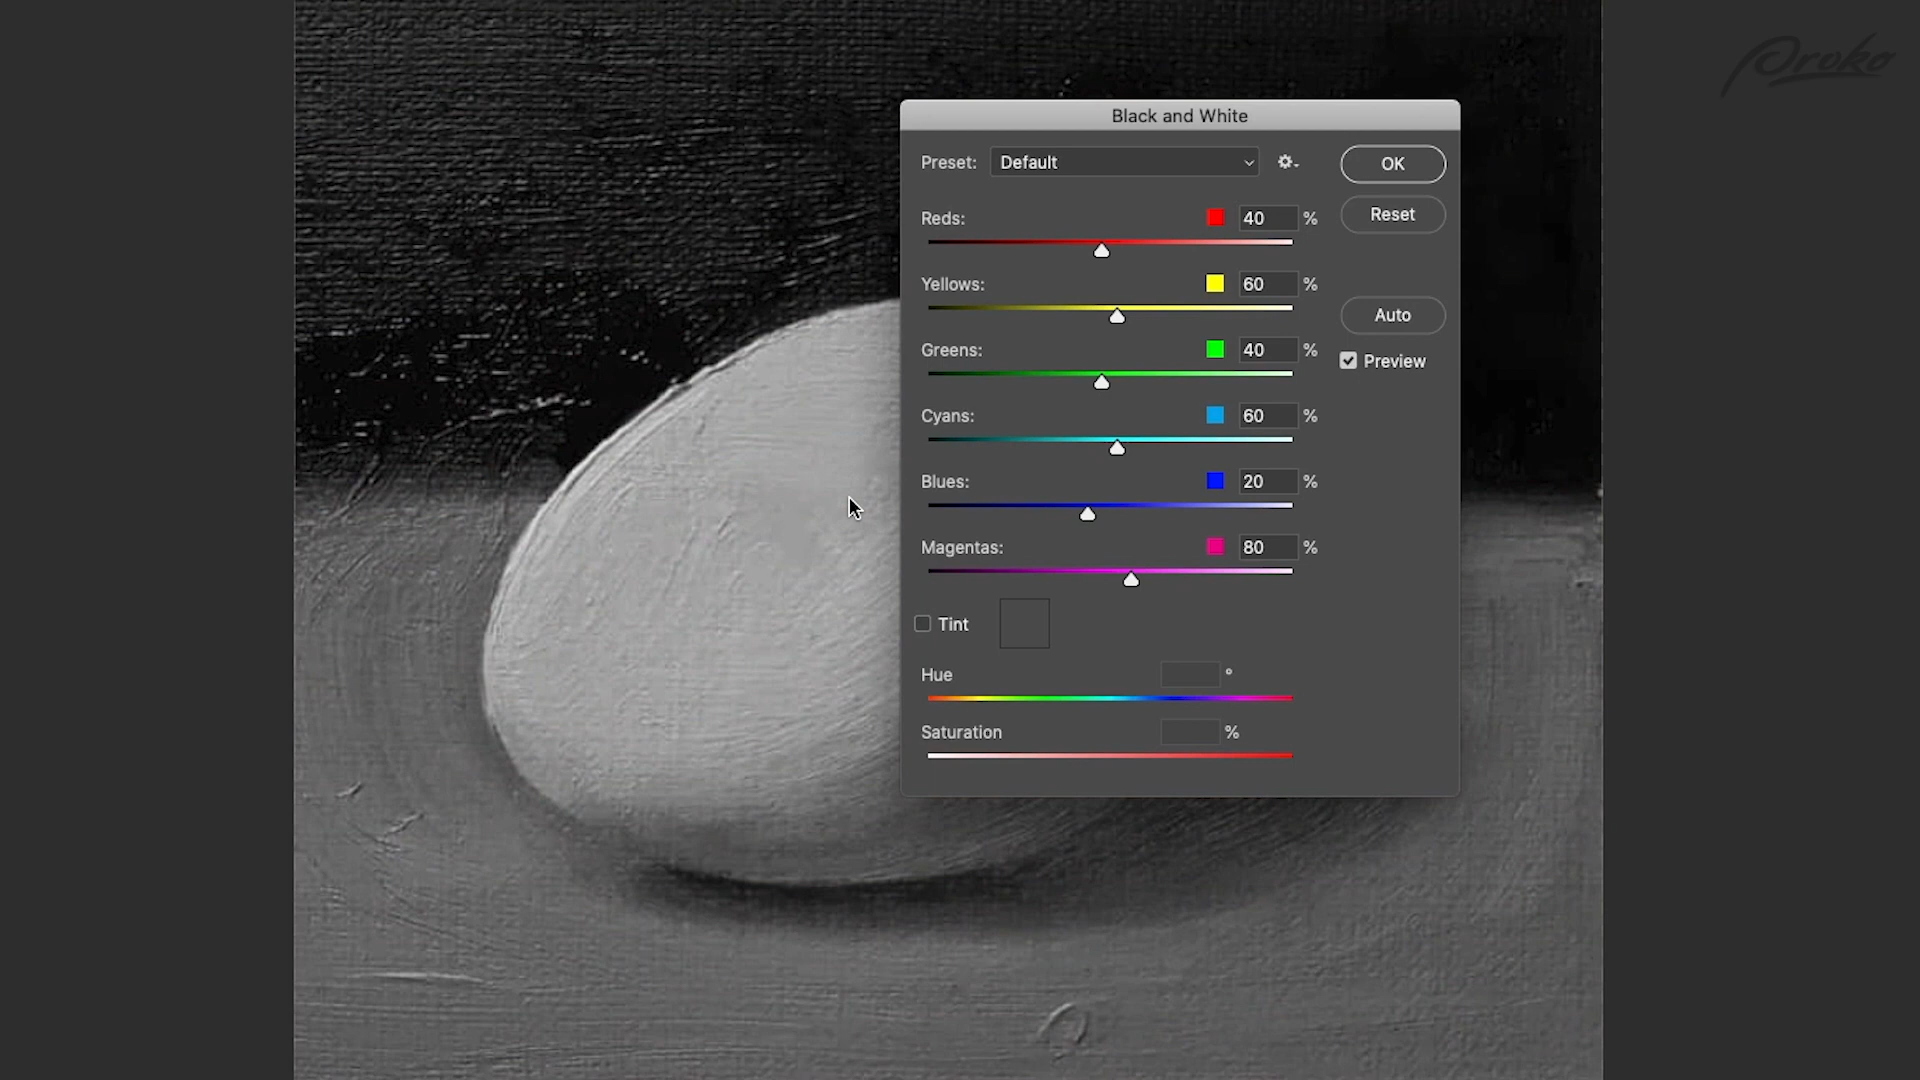 Proko
Black and White
Preset: Default
OK
Reds: 40 %
Reset
Yellows: 60 %
Auto
Greens: 40 %
Preview
Cyans: 60 %
Blues: 20 %
Magentas: 80 %
Tint
Hue °
Saturation %